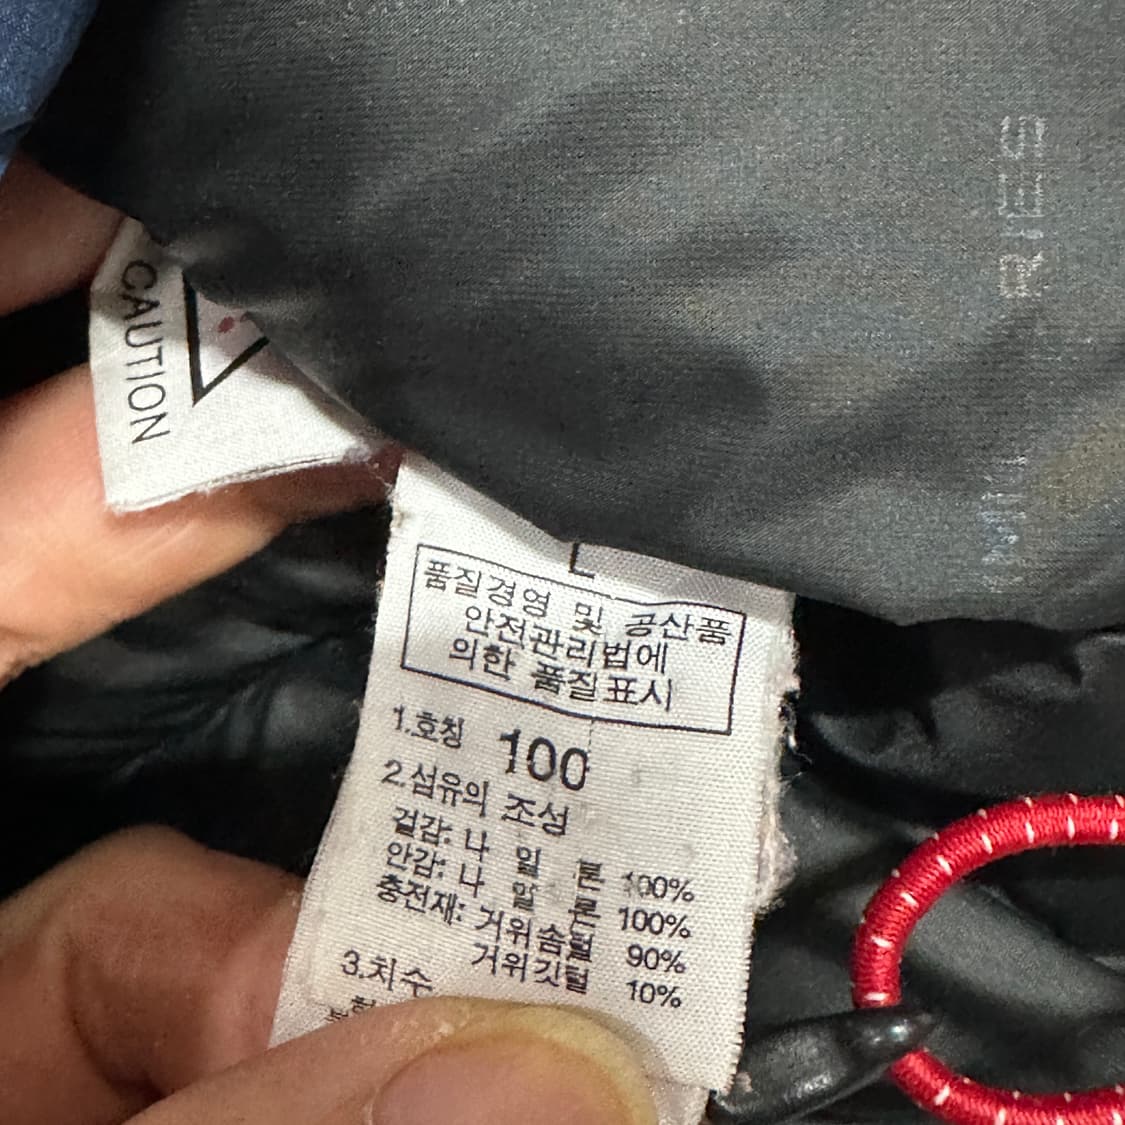 CAUTION
L
품질경영 및 공산품
안전관리법에
의한 품질표시
1.호칭 100
2.섬유의 조성
겉감: 나 일 론 100%
안감: 나 일 론 100%
충전재: 거위솜털 90%
거위깃털 10%
3.치수
RIES